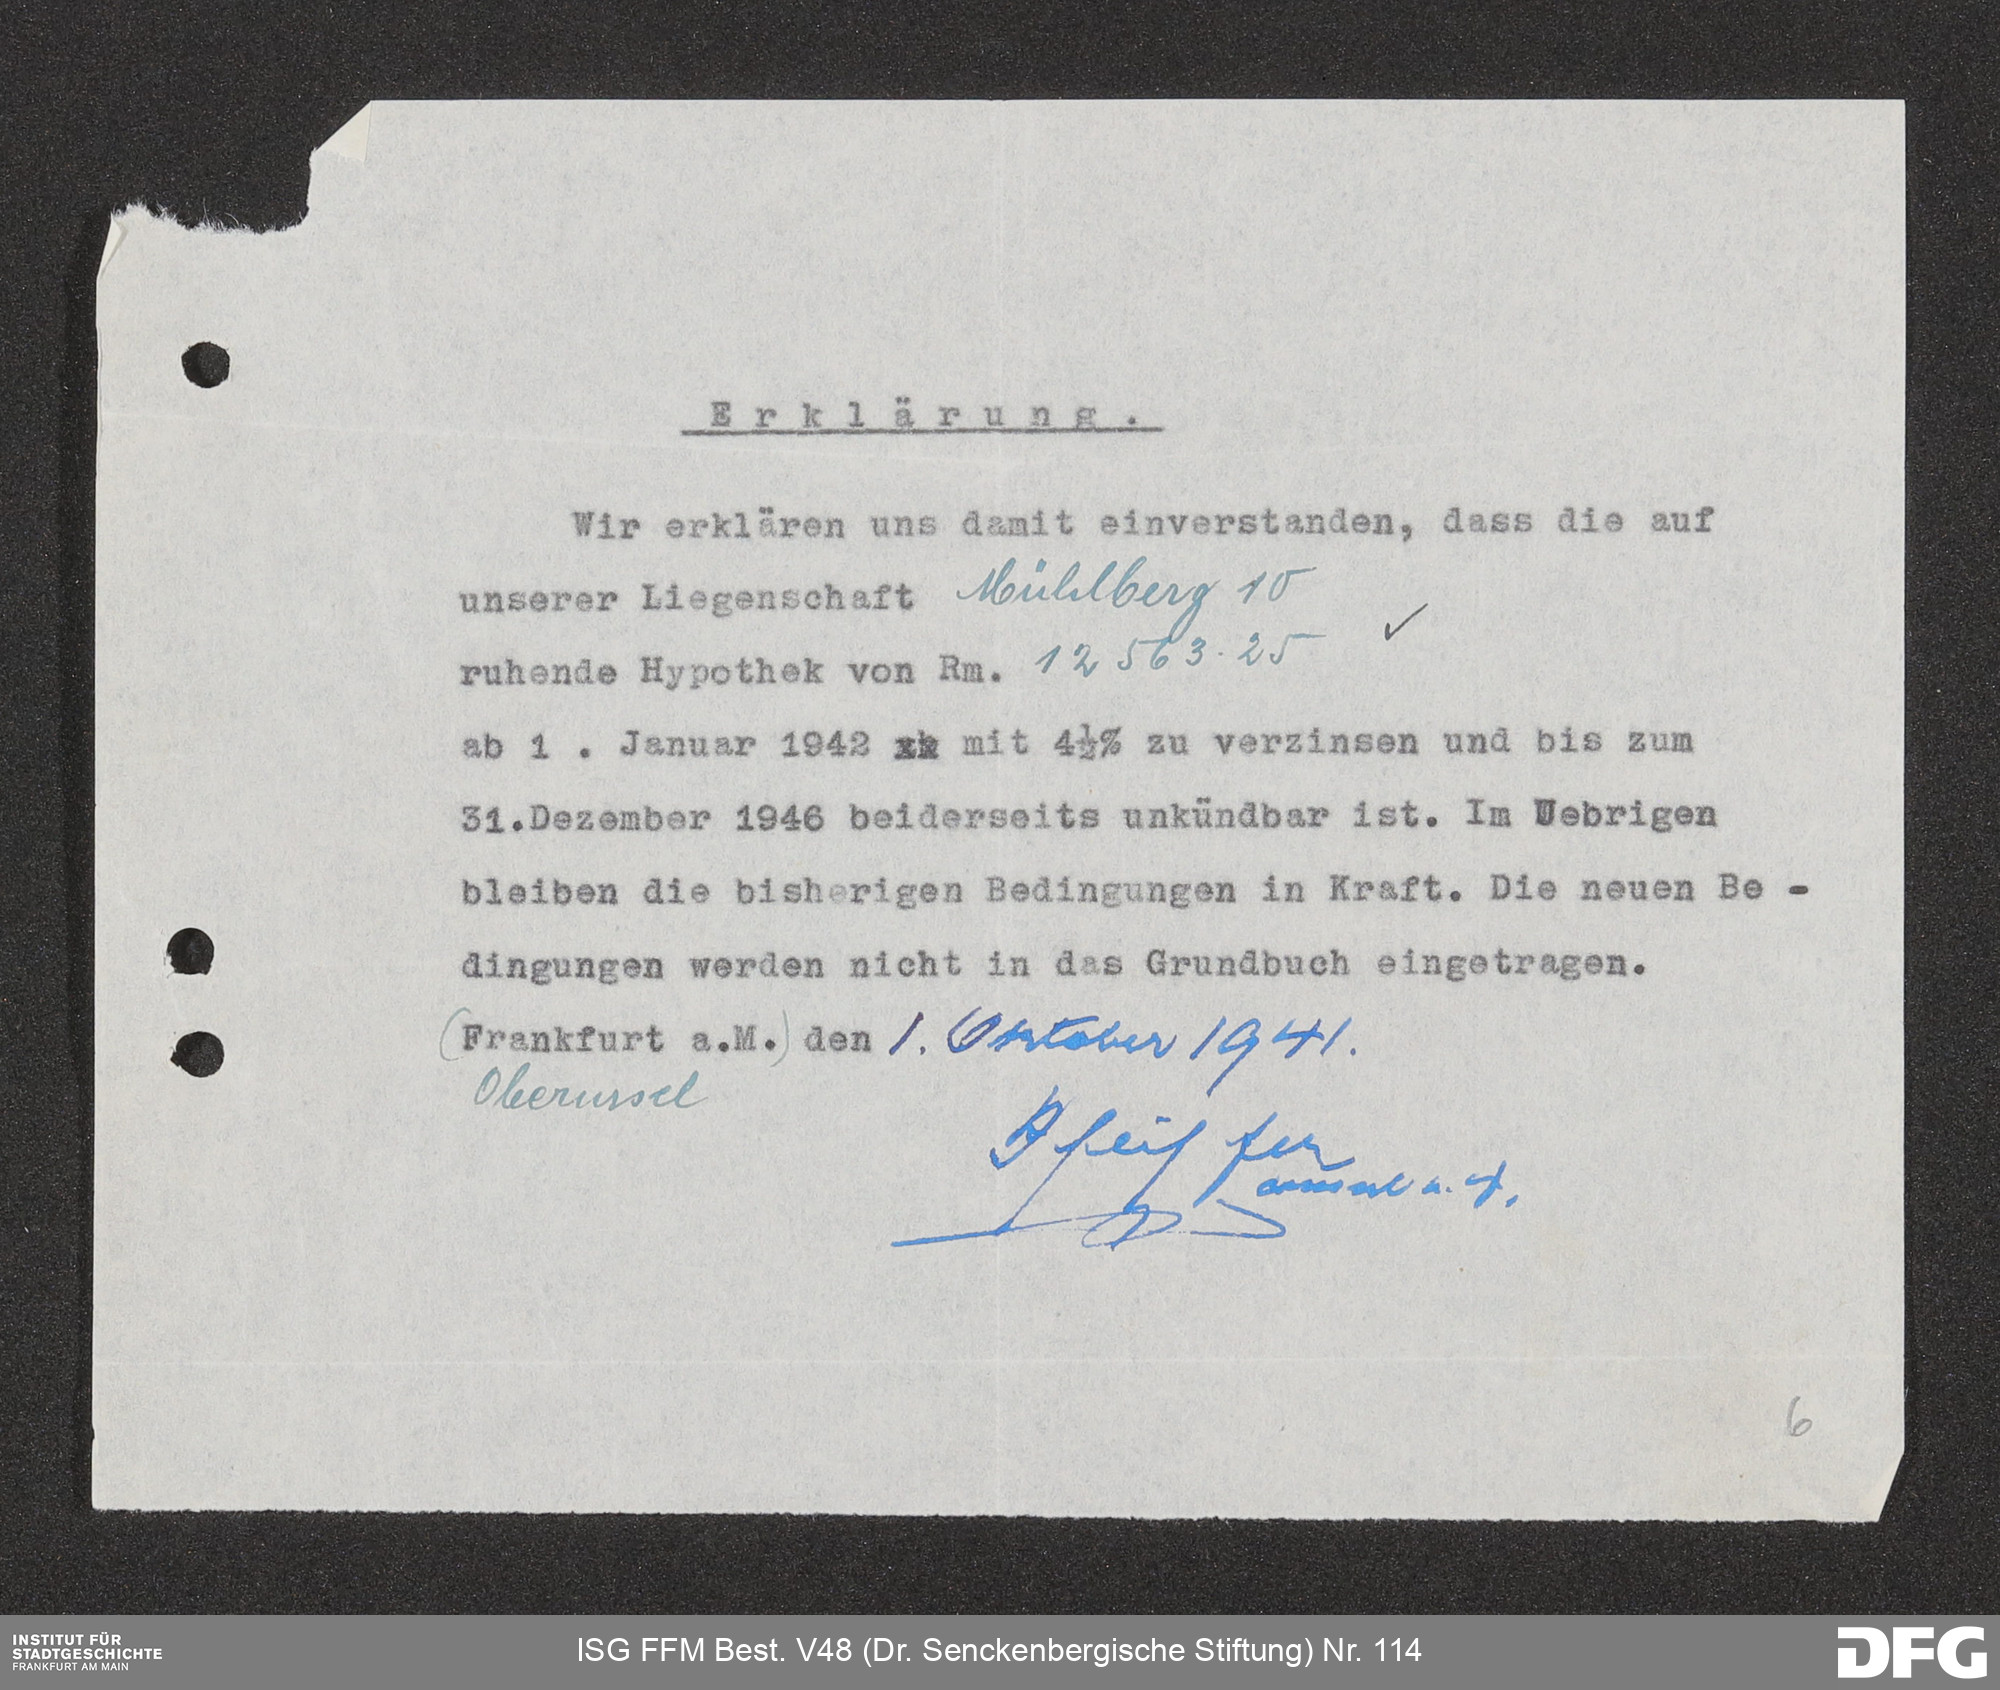 Erklärung.
Wir erklären uns damit einverstanden, dass die auf
unserer Liegenschaft Mühlberg 10
ruhende Hypothek von Rm. 12 563.25 ✓
ab 1 . Januar 1942 mit 4½% zu verzinsen und bis zum
31.Dezember 1946 beiderseits unkündbar ist. Im Uebrigen
bleiben die bisherigen Bedingungen in Kraft. Die neuen Be -
dingungen werden nicht in das Grundbuch eingetragen.
(Frankfurt a.M.) den 1. Oktober 1941.
Oberursel
Pfeiffer
6
INSTITUT FÜR
STADTGESCHICHTE
FRANKFURT AM MAIN
ISG FFM Best. V48 (Dr. Senckenbergische Stiftung) Nr. 114
DFG